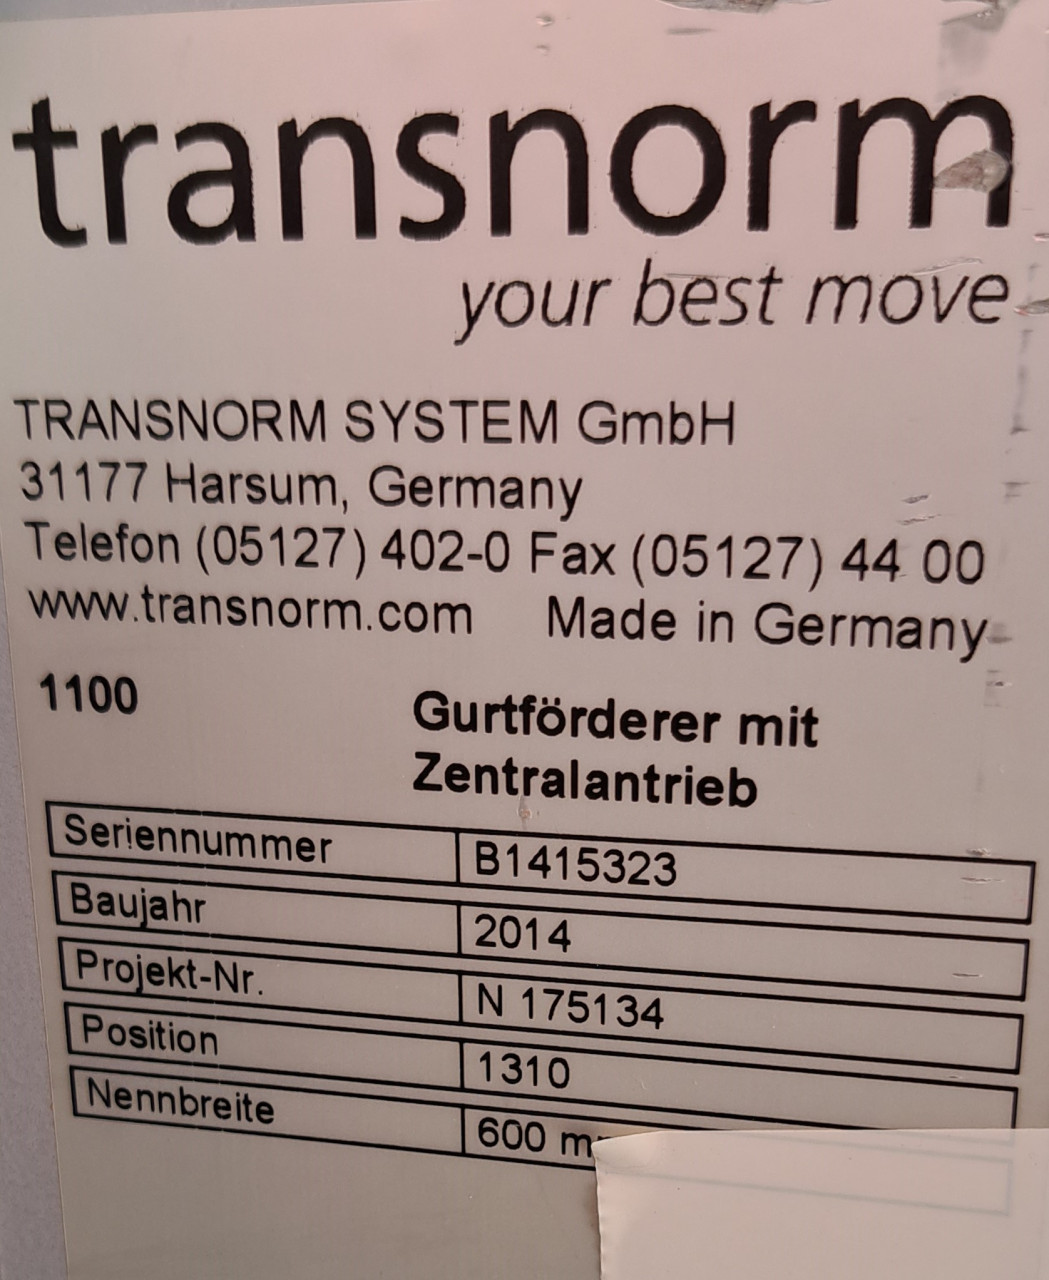 transnorm
your best move
TRANSNORM SYSTEM GmbH
31177 Harsum, Germany
Telefon (05127) 402-0 Fax (05127) 44 00
www.transnorm.com Made in Germany
1100 Gurtförderer mit
Zentralantrieb
Seriennummer B1415323
Baujahr 2014
Projekt-Nr. N 175134
Position 1310
Nennbreite 600